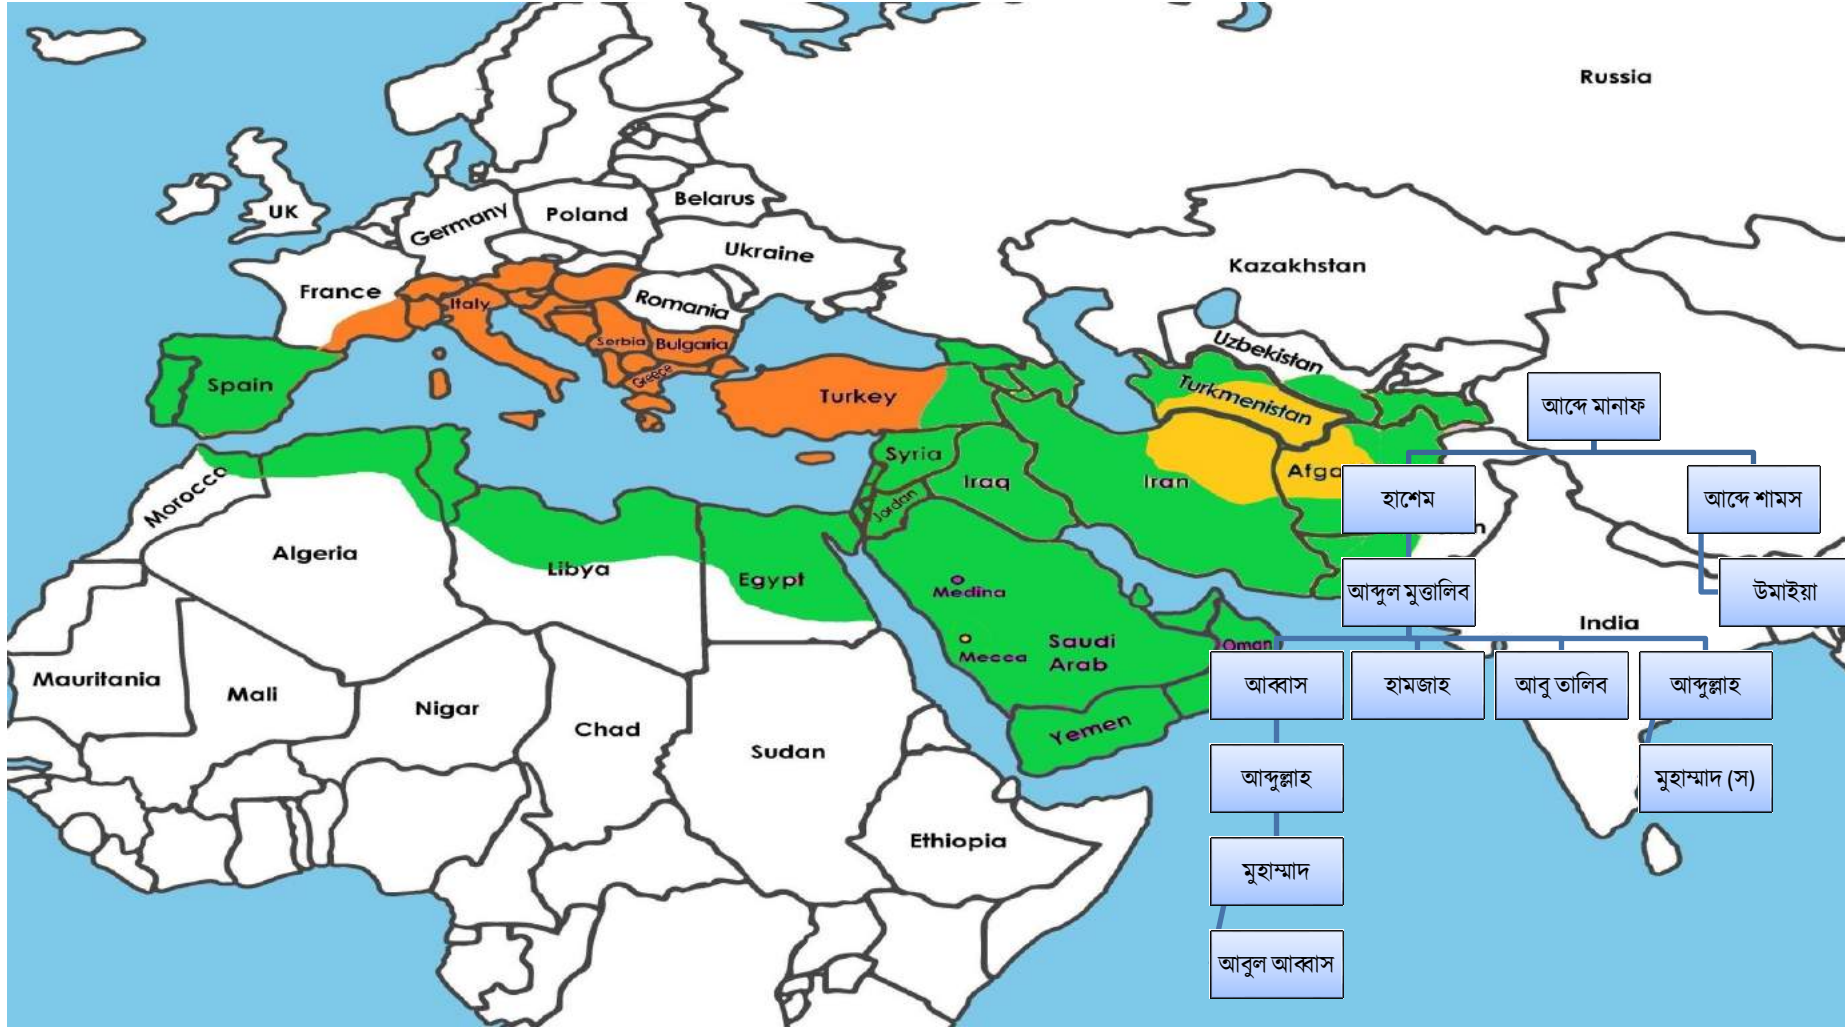 Russia
Belarus
UK
Germany
Poland
Ukraine
Kazakhstan
France
Italy
Romania
Serbia
Bulgaria
Uzbekistan
Greece
Spain
Turkey
Turkmenistan
আব্দে মানাফ
Syria
Morocco
Iraq
Iran
Afga
হাশেম
আব্দে শামস
Jordan
n
Algeria
Libya
Egypt
Medina
আব্দুল মুত্তালিব
উমাইয়া
India
Mecca
Saudi
Arab
Oman
Mauritania
Mali
Nigar
Chad
Sudan
Yemen
আব্বাস
হামজাহ
আবু তালিব
আব্দুল্লাহ
আব্দুল্লাহ
মুহাম্মাদ (স)
Ethiopia
মুহাম্মাদ
আবুল আব্বাস